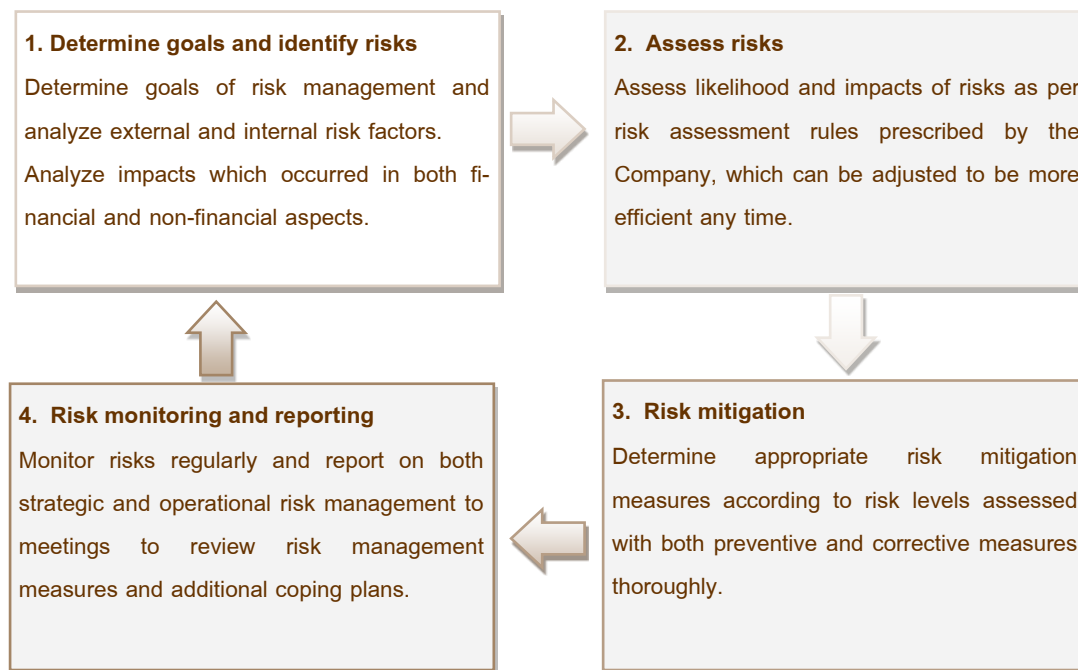 1. Determine goals and identify risks
Determine goals of risk management and
analyze external and internal risk factors.
Analyze impacts which occurred in both fi-
nancial and non-financial aspects.
2. Assess risks
Assess likelihood and impacts of risks as per
risk assessment rules prescribed by the
Company, which can be adjusted to be more
efficient any time.
3. Risk mitigation
Determine appropriate risk mitigation
measures according to risk levels assessed
with both preventive and corrective measures
thoroughly.
4. Risk monitoring and reporting
Monitor risks regularly and report on both
strategic and operational risk management to
meetings to review risk management
measures and additional coping plans.